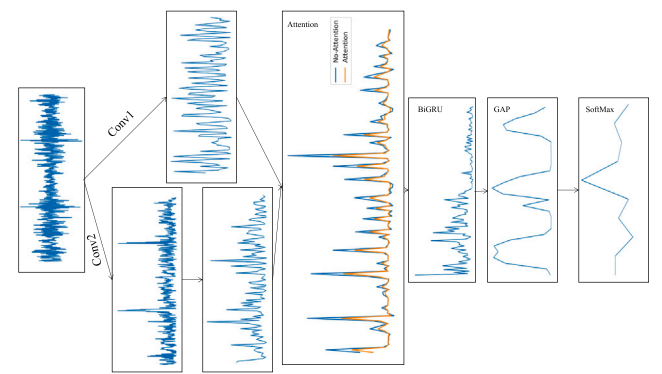 Conv1
Conv2
Attention
No-Attention
Attention
BiGRU
GAP
SoftMax